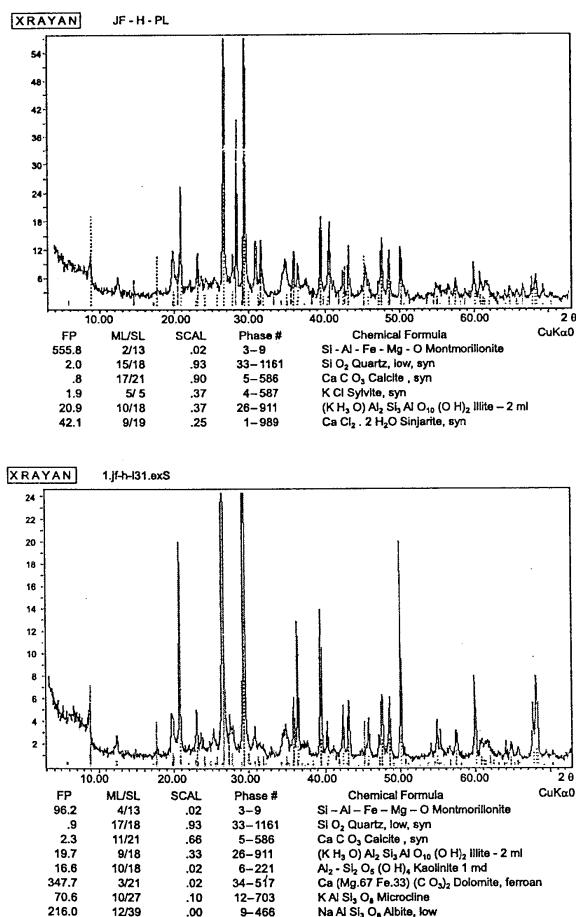 XRAYAN JF - H - PL
54
48
42
36
30
24
18
12
6
10.00 20.00 30.00 40.00 50.00 60.00 2 θ
CuKα0
FP ML/SL SCAL Phase # Chemical Formula
555.8 2/13 .02 3–9 Si - Al - Fe - Mg - O Montmorillonite
2.0 15/18 .93 33–1161 Si O2 Quartz, low, syn
.8 17/21 .90 5–586 Ca C O3 Calcite , syn
1.9 5/ 5 .37 4–587 K Cl Sylvite, syn
20.9 10/18 .37 26–911 (K H3 O) Al2 Si3 Al O10 (O H)2 Illite – 2 ml
42.1 9/19 .25 1–989 Ca Cl2 . 2 H2O Sinjarite, syn
XRAYAN 1.jf-h-l31.exS
24
22
20
18
16
14
12
10
8
6
4
2
10.00 20.00 30.00 40.00 50.00 60.00 2 θ
CuKα0
FP ML/SL SCAL Phase # Chemical Formula
96.2 4/13 .02 3–9 Si – Al – Fe – Mg – O Montmorillonite
.9 17/18 .93 33–1161 Si O2 Quartz, low, syn
2.3 11/21 .66 5–586 Ca C O3 Calcite , syn
19.7 9/18 .33 26–911 (K H3 O) Al2 Si3 Al O10 (O H)2 Illite - 2 ml
16.6 10/18 .02 6–221 Al2 - Si2 O5 (O H)4 Kaolinite 1 md
347.7 3/21 .02 34–517 Ca (Mg.67 Fe.33) (C O3)2 Dolomite, ferroan
70.6 10/27 .10 12–703 K Al Si3 O8 Microcline
216.0 12/39 .00 9–466 Na Al Si3 O8 Albite, low